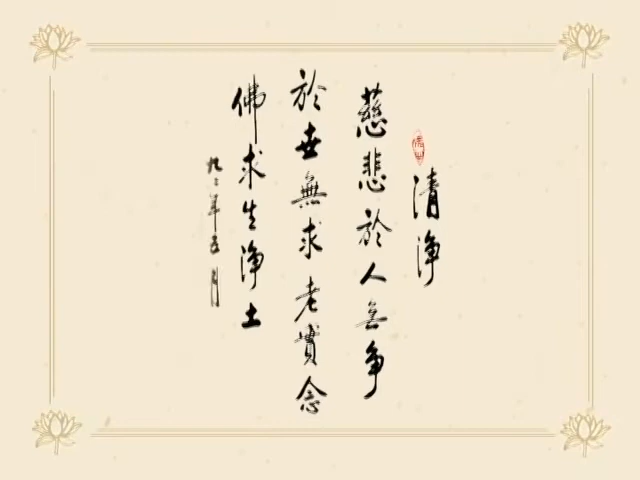 清淨
慈悲於人無爭
於世無求老實念
佛求生淨土
九二年五月